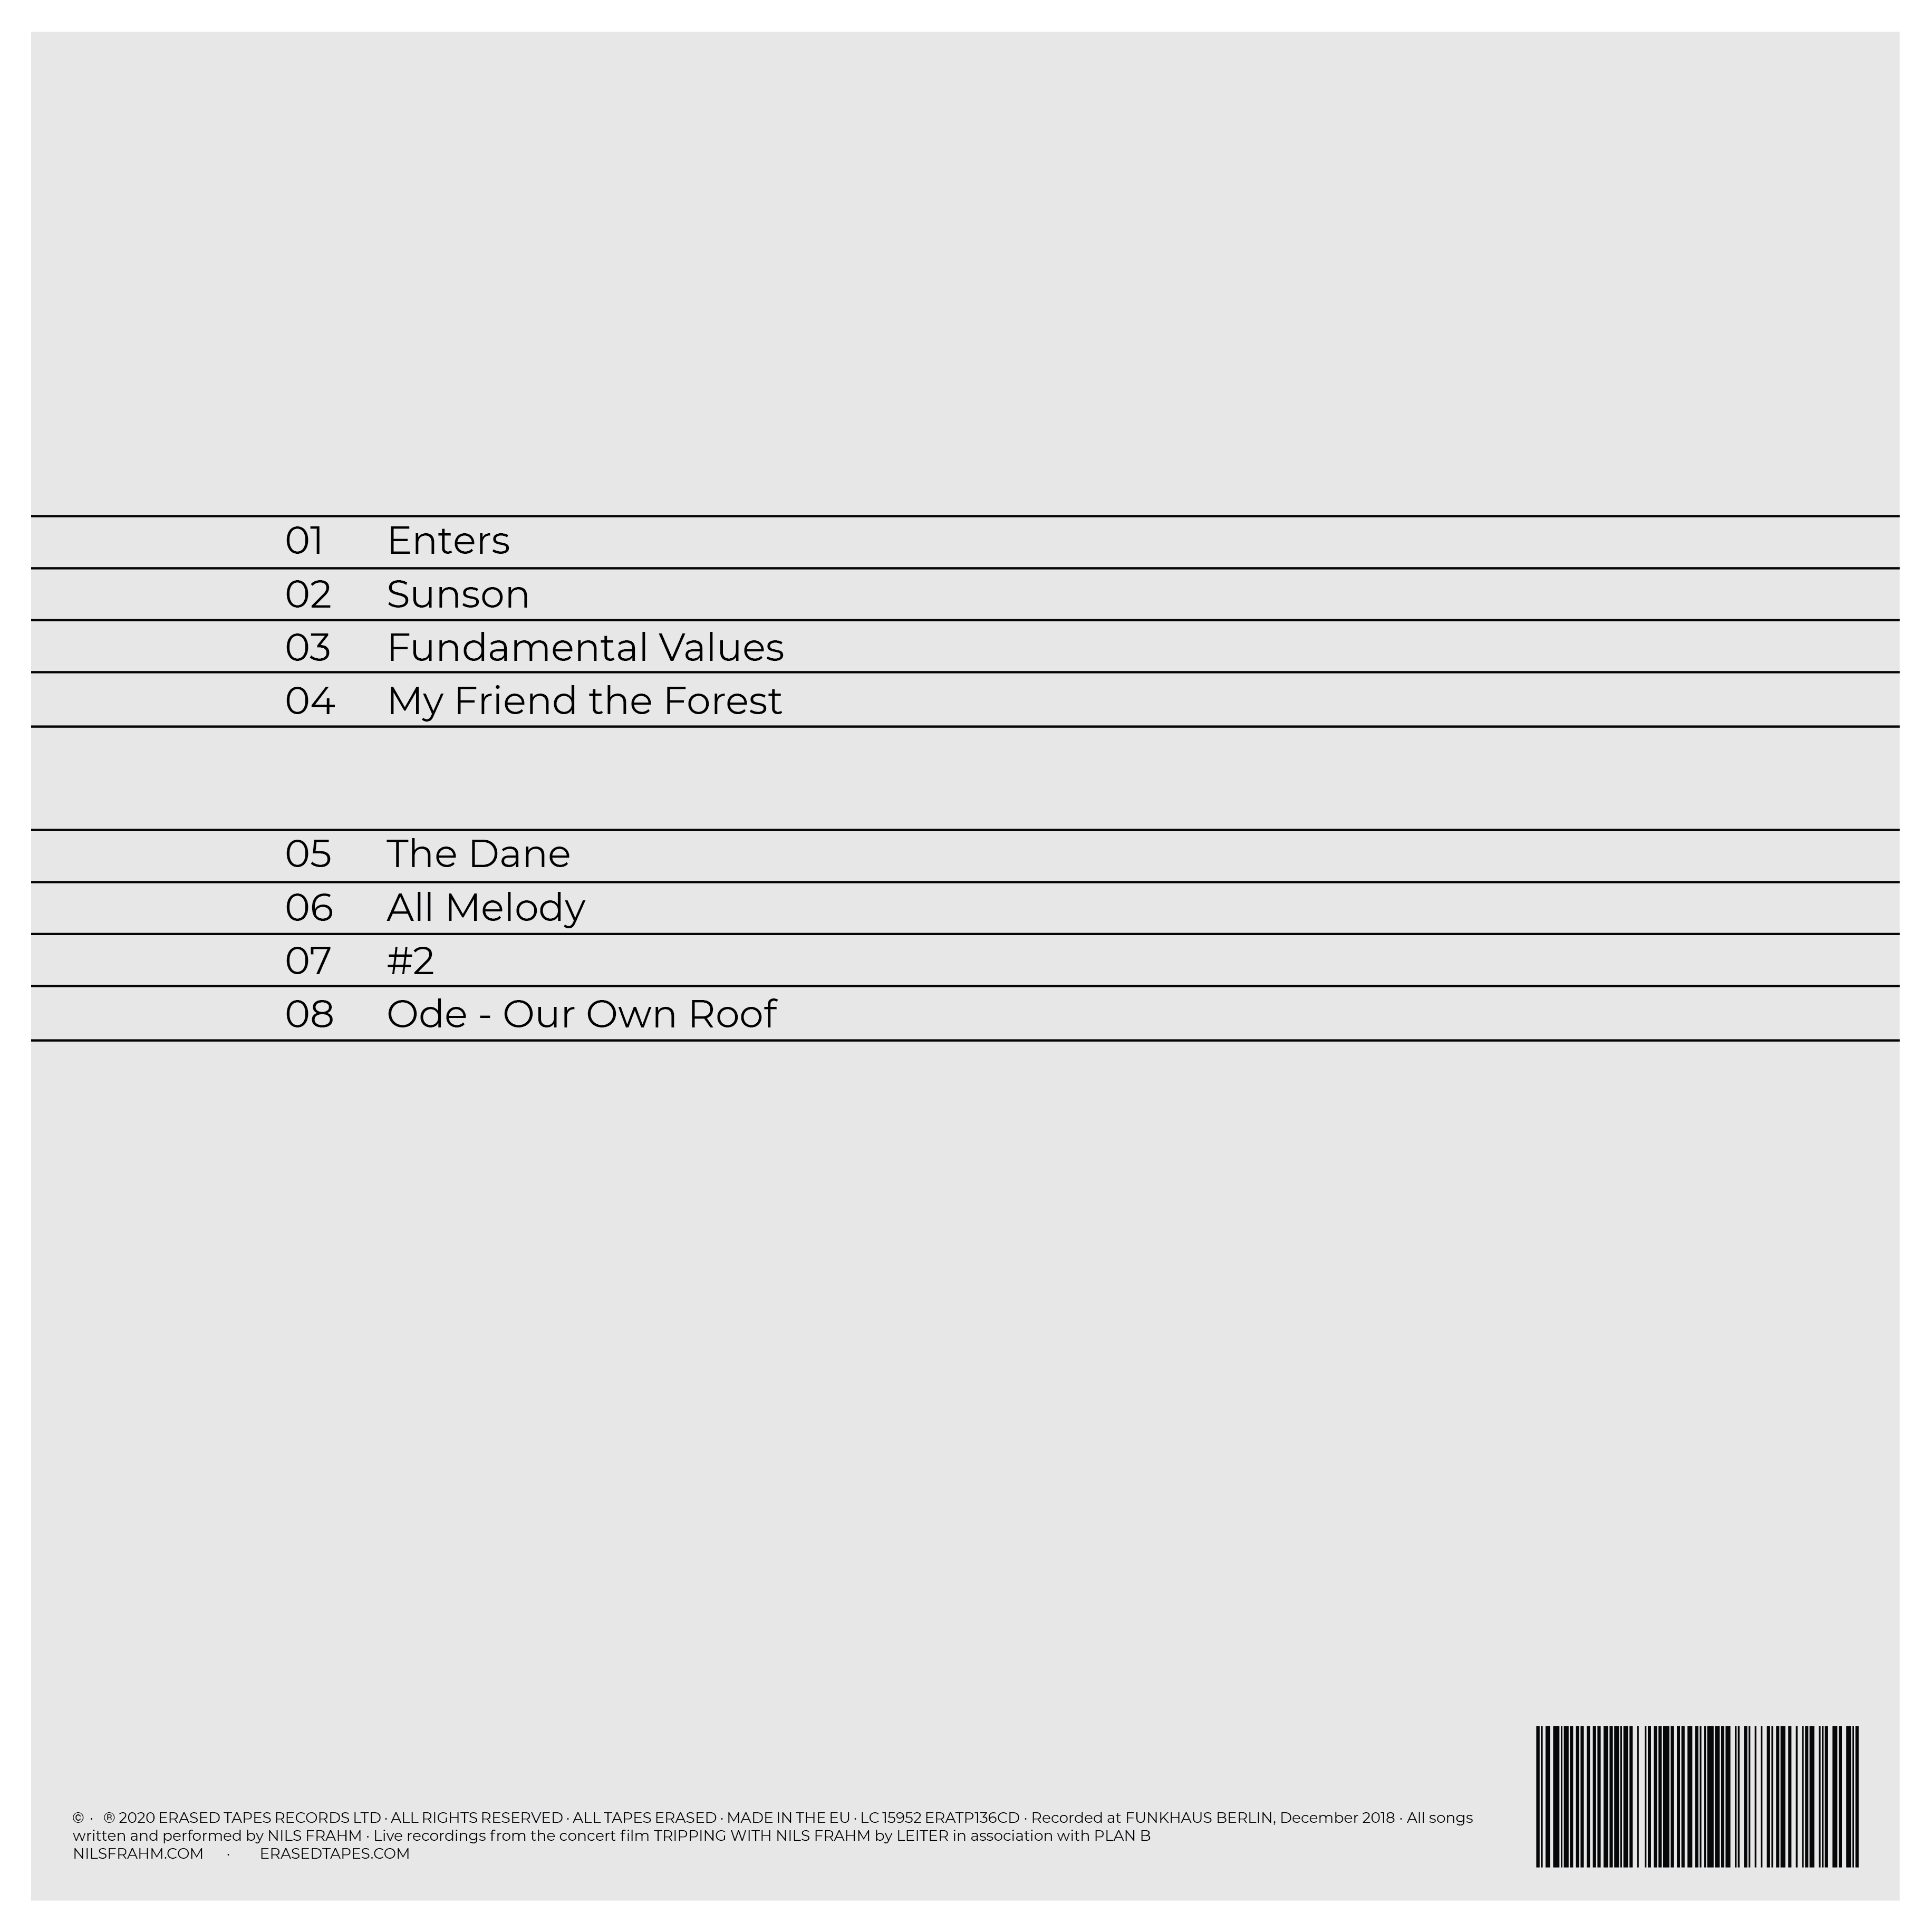 01 Enters
02 Sunson
03 Fundamental Values
04 My Friend the Forest
05 The Dane
06 All Melody
07 #2
08 Ode - Our Own Roof
© · ® 2020 ERASED TAPES RECORDS LTD · ALL RIGHTS RESERVED · ALL TAPES ERASED · MADE IN THE EU · LC 15952 ERATP136CD · Recorded at FUNKHAUS BERLIN, December 2018 · All songs
written and performed by NILS FRAHM · Live recordings from the concert film TRIPPING WITH NILS FRAHM by LEITER in association with PLAN B
NILSFRAHM.COM · ERASEDTAPES.COM